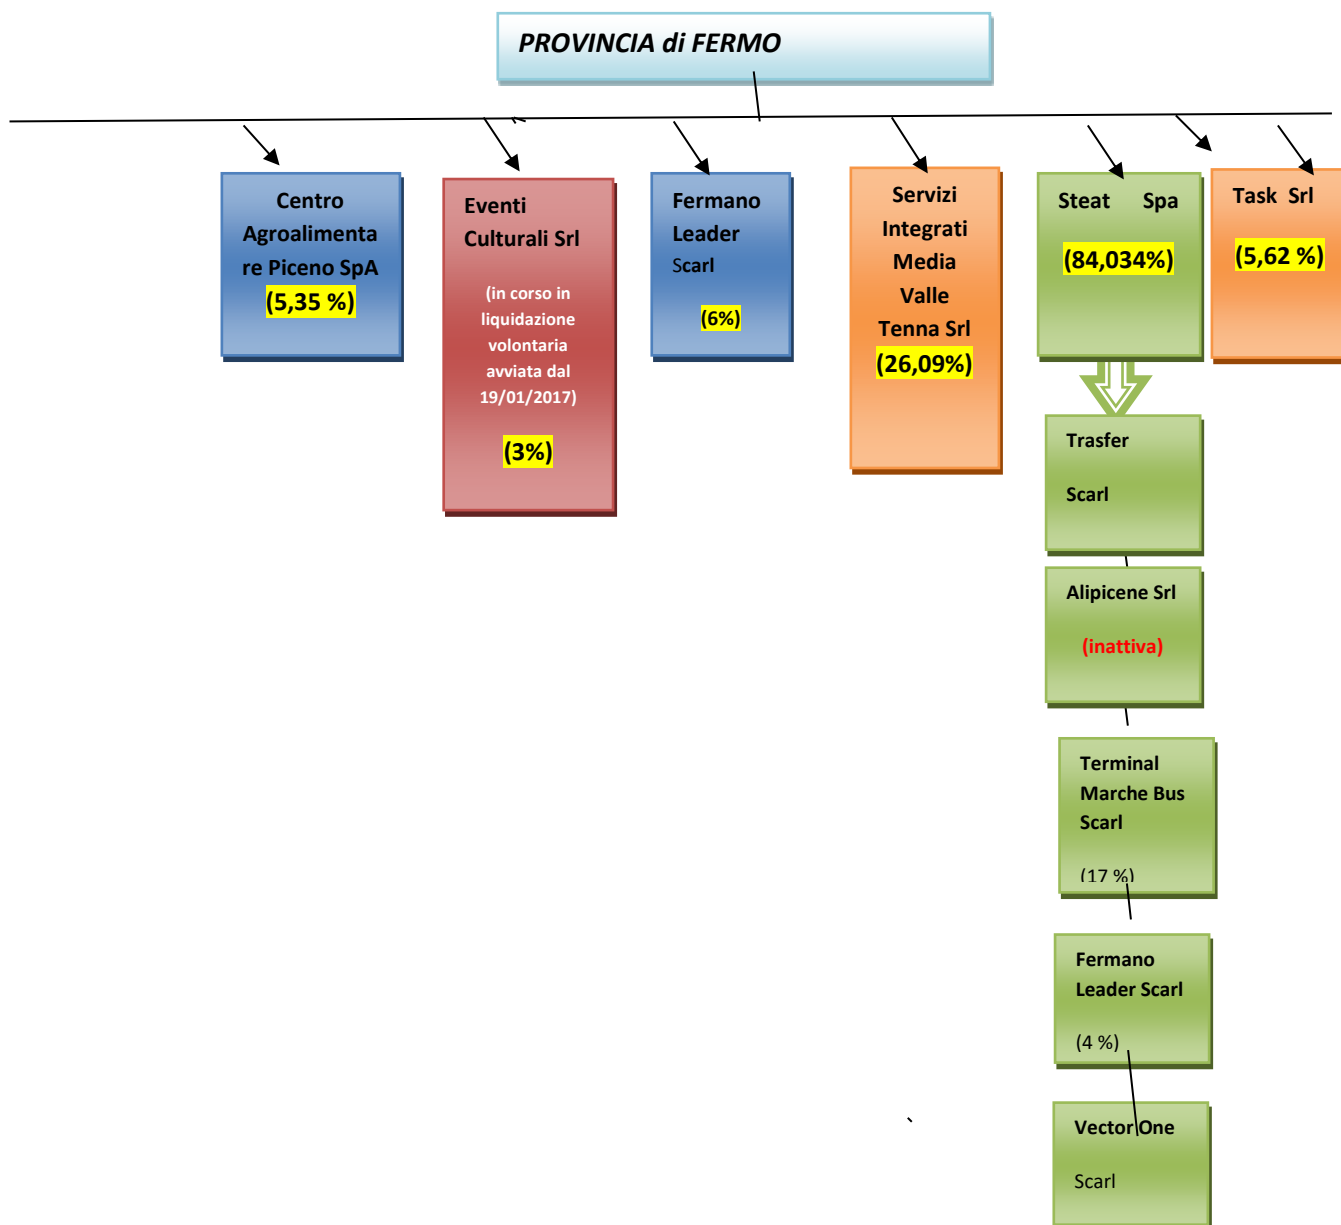 PROVINCIA di FERMO
Centro
Agroalimenta
re Piceno SpA
(5,35 %)
Eventi
Culturali Srl
(in corso in
liquidazione
volontaria
avviata dal
19/01/2017)
(3%)
Fermano
Leader
Scarl
(6%)
Servizi
Integrati
Media
Valle
Tenna Srl
(26,09%)
Steat Spa
(84,034%)
Task Srl
(5,62 %)
Trasfer
Scarl
Alipicene Srl
(inattiva)
Terminal
Marche Bus
Scarl
(17 %)
Fermano
Leader Scarl
(4 %)
Vector One
Scarl